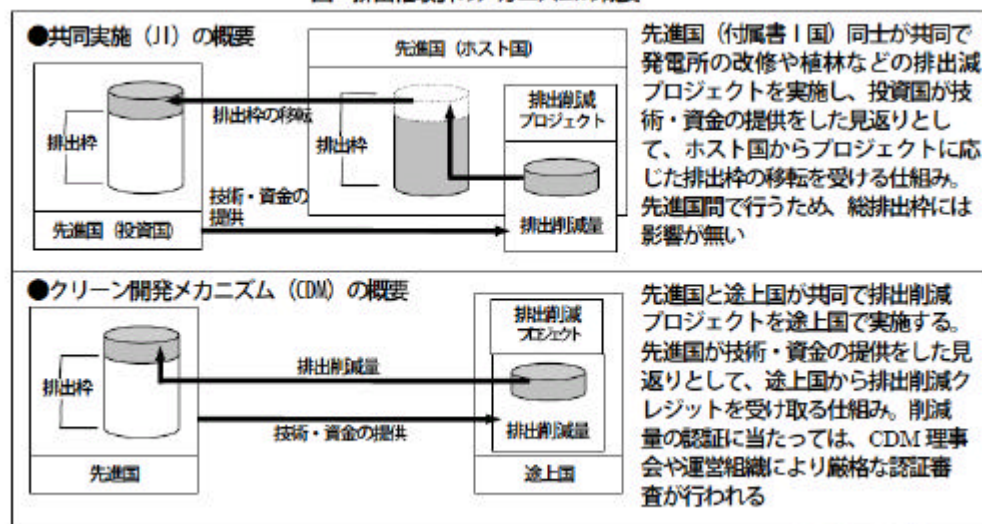 ●共同実施(JI)の概要
先進国(ホスト国)
排出枠
排出枠の移転
排出枠
排出削減
プロジェクト
排出削減量
技術・資金の
提供
先進国(投資国)
先進国(付属書Ⅰ国)同士が共同で
発電所の改修や植林などの排出減
プロジェクトを実施し、投資国が技
術・資金の提供をした見返りとし
て、ホスト国からプロジェクトに応
じた排出枠の移転を受ける仕組み。
先進国間で行うため、総排出枠には
影響が無い
●クリーン開発メカニズム(CDM)の概要
排出枠
排出削減量
技術・資金の提供
先進国
排出削減
プロジェクト
排出削減量
途上国
先進国と途上国が共同で排出削減
プロジェクトを途上国で実施する。
先進国が技術・資金の提供をした見
返りとして、途上国から排出削減ク
レジットを受け取る仕組み。削減
量の認証に当たっては、CDM 理事
会や運営組織により厳格な認証審
査が行われる